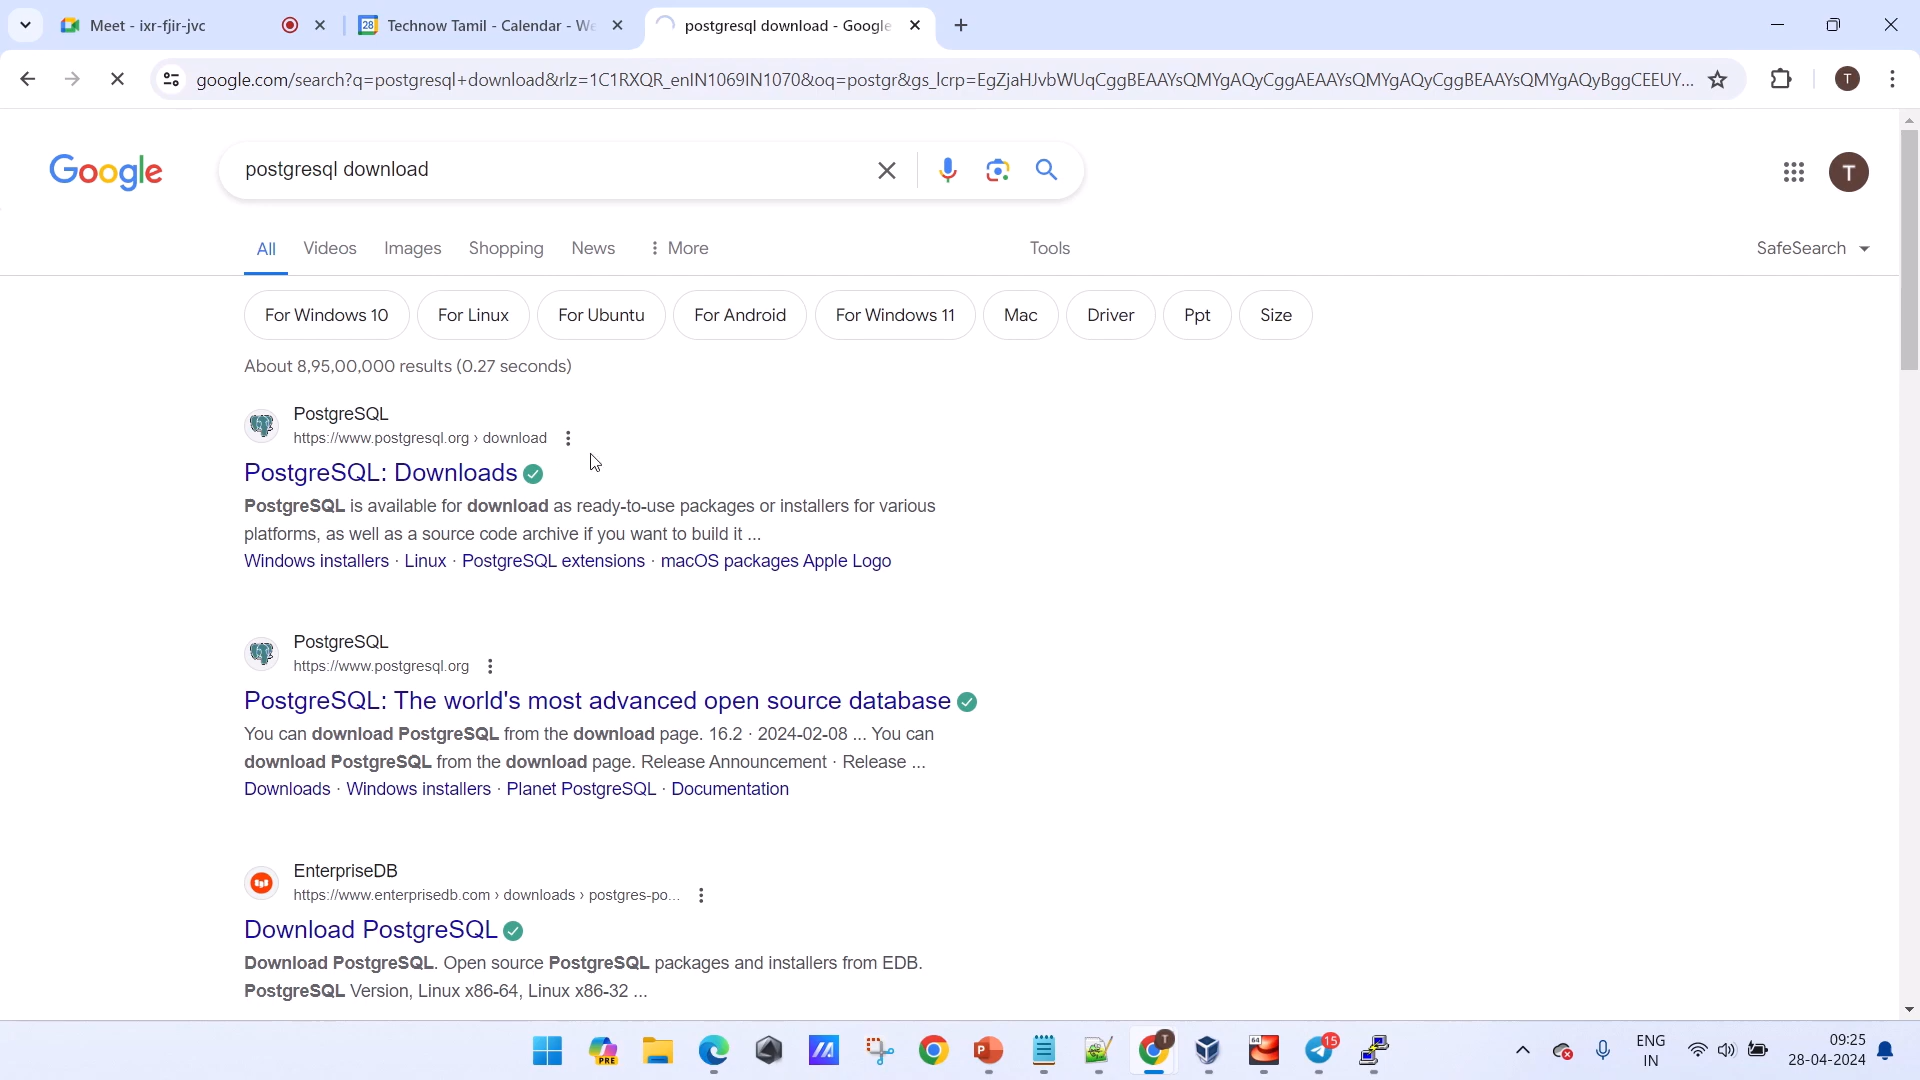 Meet - ixr-fjir-jvc
28
Technow Tamil - Calendar - We
postgresql download - Google
google.com/search?q=postgresql+download&rlz=1C1RXQR_enIN1069IN1070&oq=postgr&gs_lcrp=EgZjaHJvbWUqCggBEAAYsQMYgAQyCggAEAAYsQMYgAQyCggBEAAYsQMYgAQyBggCEEUY...
T
Google
postgresql download
T
All Videos Images Shopping News More Tools SafeSearch
For Windows 10 For Linux For Ubuntu For Android For Windows 11 Mac Driver Ppt Size
About 8,95,00,000 results (0.27 seconds)
PostgreSQL
https://www.postgresql.org › download
PostgreSQL: Downloads
PostgreSQL is available for download as ready-to-use packages or installers for various
platforms, as well as a source code archive if you want to build it ...
Windows installers · Linux · PostgreSQL extensions · macOS packages Apple Logo
PostgreSQL
https://www.postgresql.org
PostgreSQL: The world's most advanced open source database
You can download PostgreSQL from the download page. 16.2 · 2024-02-08 ... You can
download PostgreSQL from the download page. Release Announcement · Release ...
Downloads · Windows installers · Planet PostgreSQL · Documentation
EnterpriseDB
https://www.enterprisedb.com › downloads › postgres-po...
Download PostgreSQL
Download PostgreSQL. Open source PostgreSQL packages and installers from EDB.
PostgreSQL Version, Linux x86-64, Linux x86-32 ...
PRE
P
T
64
15
ENG
IN
09:25
28-04-2024